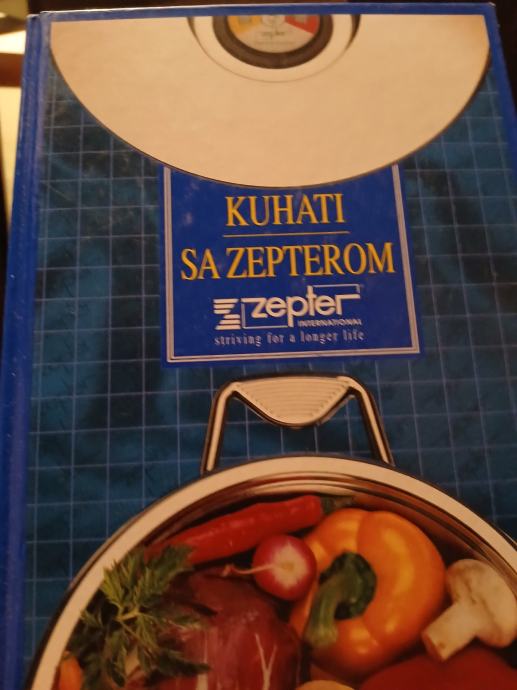 KUHATI
SA ZEPTEROM
zepter
INTERNATIONAL
striving for a longer life